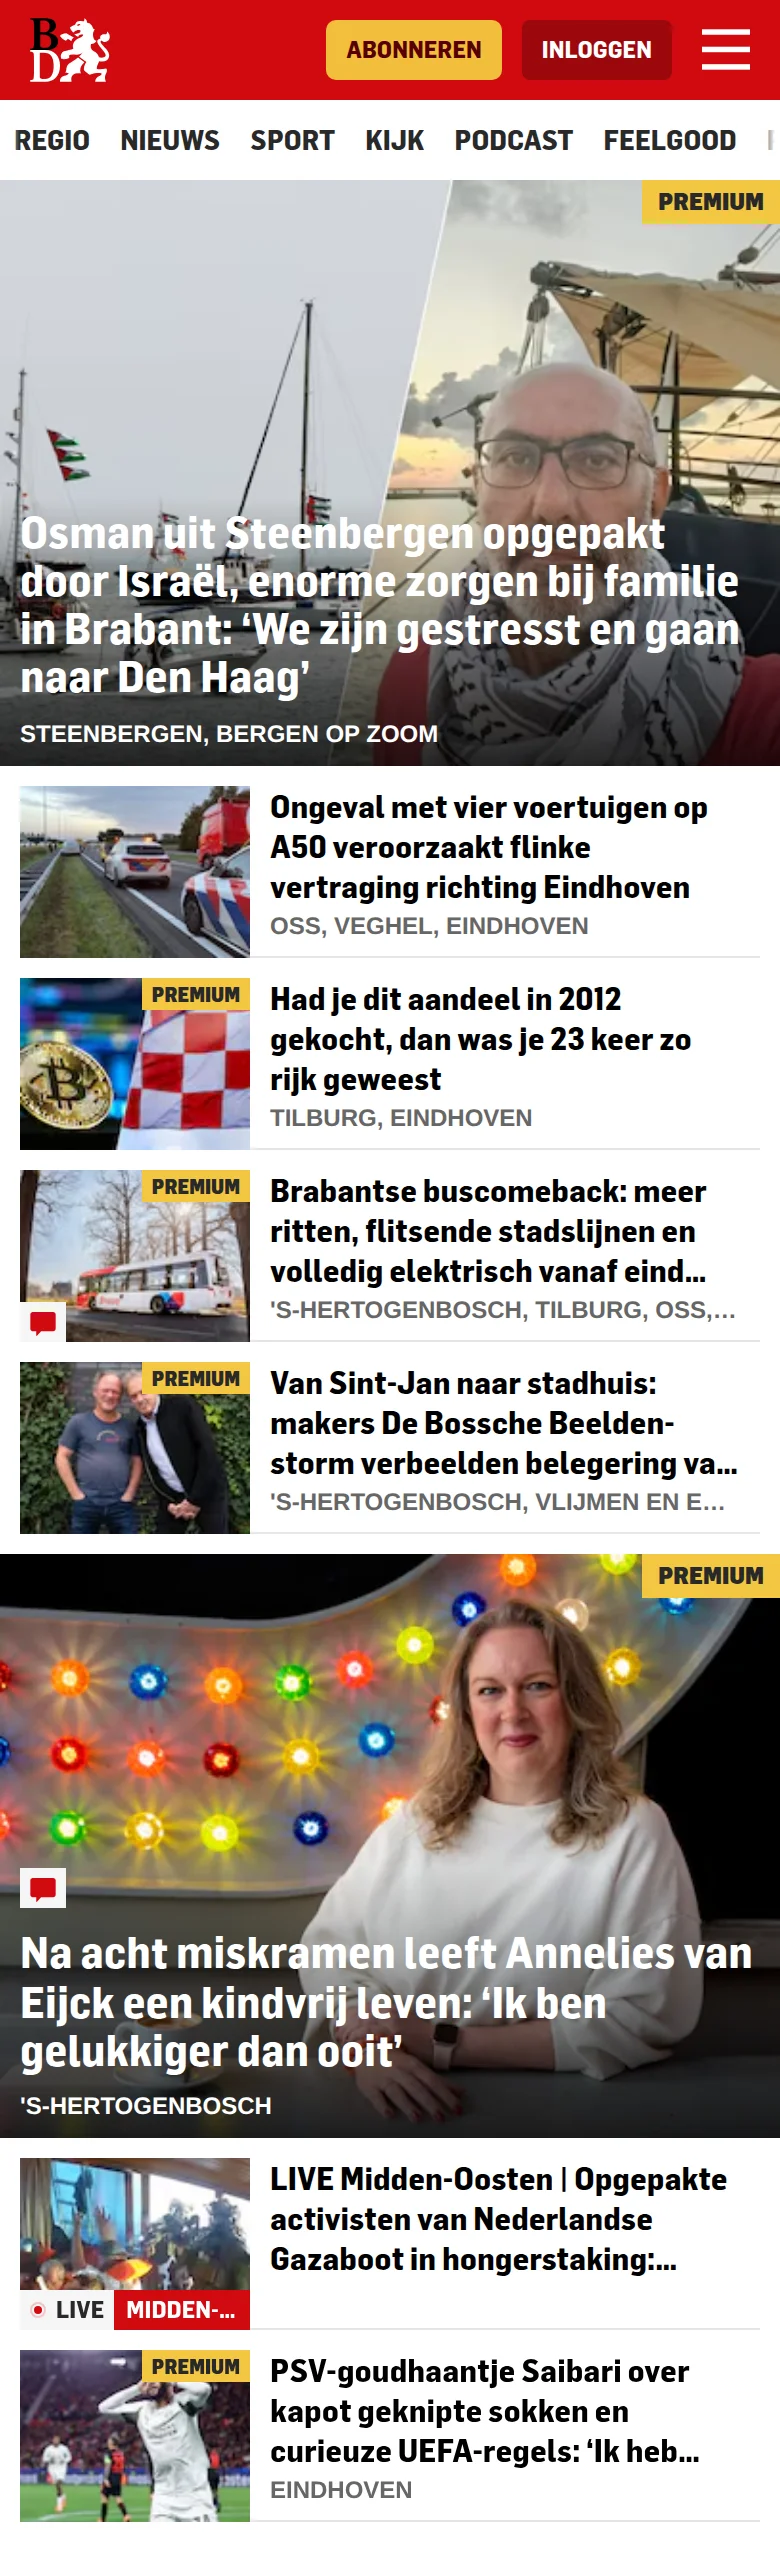 BD
ABONNEREN
INLOGGEN
REGIO NIEUWS SPORT KIJK PODCAST FEELGOOD
PREMIUM
Osman uit Steenbergen opgepakt
door Israël, enorme zorgen bij familie
in Brabant: ‘We zijn gestresst en gaan
naar Den Haag’
STEENBERGEN, BERGEN OP ZOOM
Ongeval met vier voertuigen op
A50 veroorzaakt flinke
vertraging richting Eindhoven
OSS, VEGHEL, EINDHOVEN
PREMIUM
Had je dit aandeel in 2012
gekocht, dan was je 23 keer zo
rijk geweest
TILBURG, EINDHOVEN
PREMIUM
Brabantse buscomeback: meer
ritten, flitsende stadslijnen en
volledig elektrisch vanaf eind...
'S-HERTOGENBOSCH, TILBURG, OSS,...
PREMIUM
Van Sint-Jan naar stadhuis:
makers De Bossche Beelden-
storm verbeelden belegering va...
'S-HERTOGENBOSCH, VLIJMEN EN E...
PREMIUM
Na acht miskramen leeft Annelies van
Eijck een kindvrij leven: ‘Ik ben
gelukkiger dan ooit’
'S-HERTOGENBOSCH
LIVE Midden-Oosten | Opgepakte
activisten van Nederlandse
Gazaboot in hongerstaking:...
LIVE MIDDEN-...
PREMIUM
PSV-goudhaantje Saibari over
kapot geknipte sokken en
curieuze UEFA-regels: ‘Ik heb...
EINDHOVEN